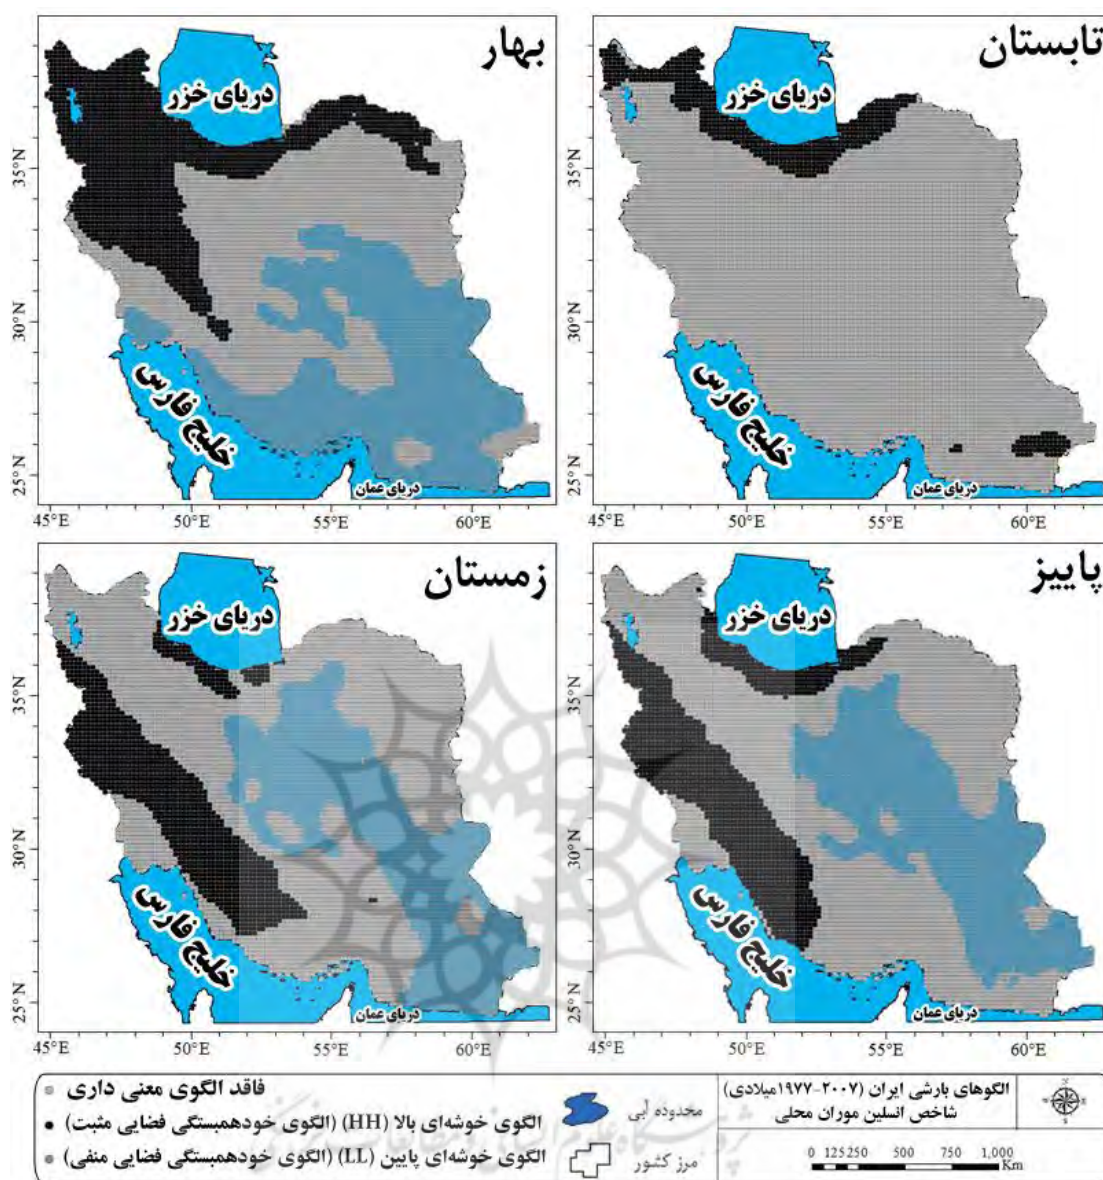 بهار
دریای خزر
خلیج فارس
دریای عمان
35°N
30°N
25°N
45°E
50°E
55°E
60°E
تابستان
دریای خزر
خلیج فارس
دریای عمان
35°N
30°N
25°N
45°E
50°E
55°E
60°E
زمستان
دریای خزر
خلیج فارس
دریای عمان
35°N
30°N
25°N
45°E
50°E
55°E
60°E
پاییز
دریای خزر
خلیج فارس
دریای عمان
35°N
30°N
25°N
45°E
50°E
55°E
60°E
فاقد الگوی معنی داری
الگوی خوشه‌ای بالا (HH) (الگوی خودهمبستگی فضایی مثبت)
الگوی خوشه‌ای پایین (LL) (الگوی خودهمبستگی فضایی منفی)
محدوده آبی
مرز کشور
الگوهای بارشی ایران (۲۰۰۷-۱۹۷۷میلادی)
شاخص انسلین موران محلی
0 125 250 500 750 1,000
Km